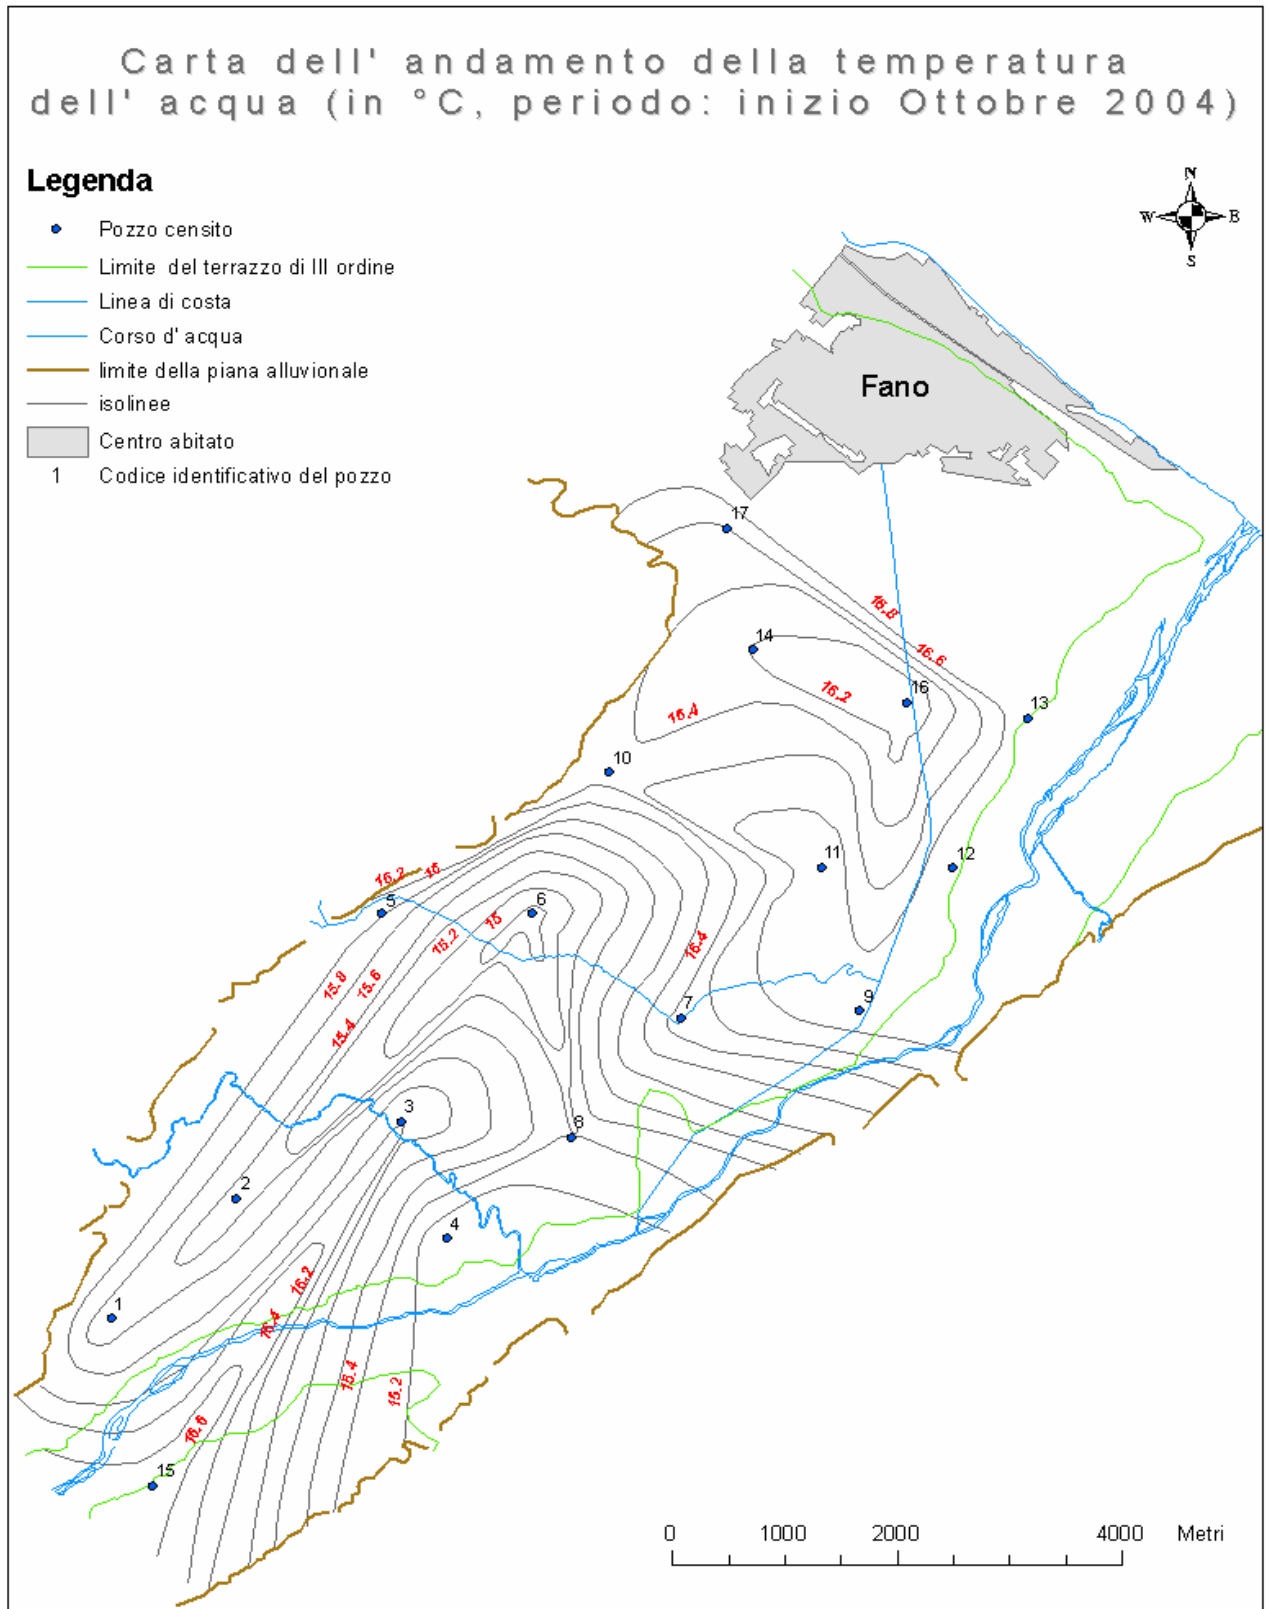 Carta dell' andamento della temperatura
dell' acqua (in °C, periodo: inizio Ottobre 2004)
Legenda
Pozzo censito
Limite del terrazzo di III ordine
Linea di costa
Corso d' acqua
limite della piana alluvionale
isolinee
Centro abitato
1 Codice identificativo del pozzo
N
W E
S
Fano
17
16.8
16.6
14
16
16.2
16.4
13
10
11
12
16.2
16
5
6
15
15.2
16.4
15.8
15.6
15.4
7
9
3
8
2
4
16.2
16.4
1
15.4
15.2
16.6
15
0 1000 2000 4000 Metri